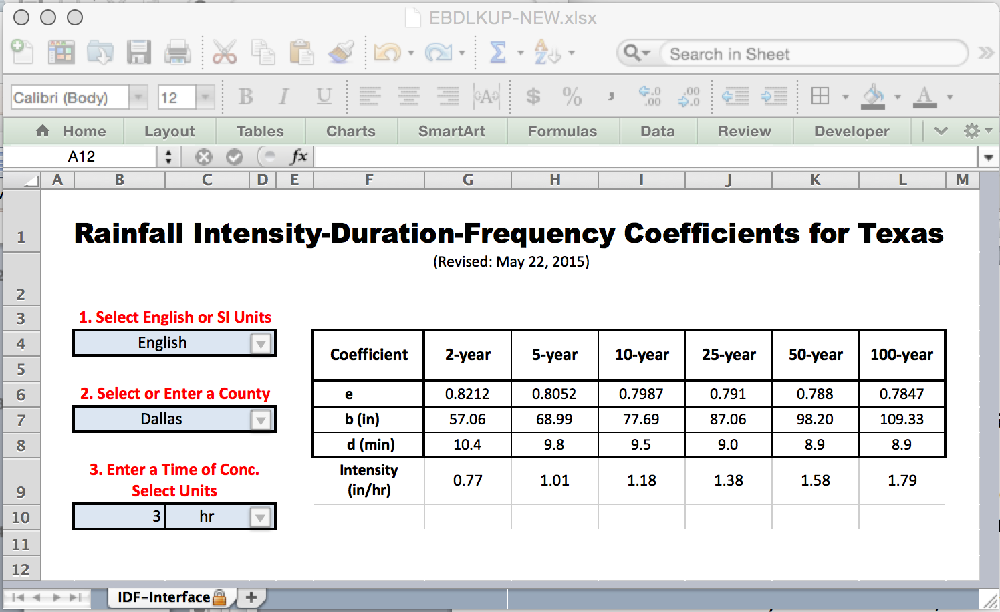 EBDLKUP-NEW.xlsx
Search in Sheet
Calibri (Body) 12 B I U A $ % , .0 .00 .00 .0 A
Home Layout Tables Charts SmartArt Formulas Data Review Developer
A12 fx
A B C D E F G H I J K L M
1 Rainfall Intensity-Duration-Frequency Coefficients for Texas
(Revised: May 22, 2015)
2
3 1. Select English or SI Units
4 English Coefficient 2-year 5-year 10-year 25-year 50-year 100-year
5
6 2. Select or Enter a County e 0.8212 0.8052 0.7987 0.791 0.788 0.7847
7 Dallas b (in) 57.06 68.99 77.69 87.06 98.20 109.33
8 d (min) 10.4 9.8 9.5 9.0 8.9 8.9
3. Enter a Time of Conc. Intensity
9 Select Units (in/hr) 0.77 1.01 1.18 1.38 1.58 1.79
10 3 hr
11
12
IDF-Interface +